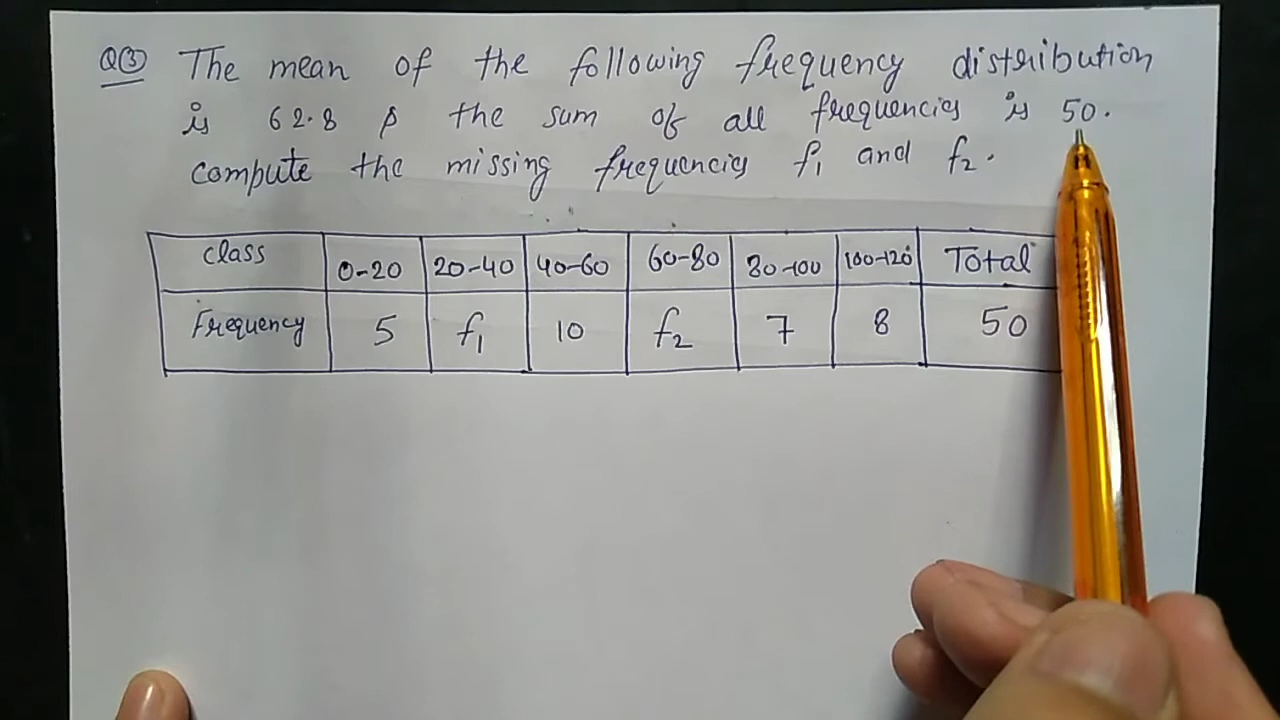 Q③ The mean of the following frequency distribution
is 62.8 & the sum of all frequencies is 50.
compute the missing frequencies f₁ and f₂.
Class 0-20 20-40 40-60 60-80 80-100 100-120 Total
Frequency 5 f₁ 10 f₂ 7 8 50